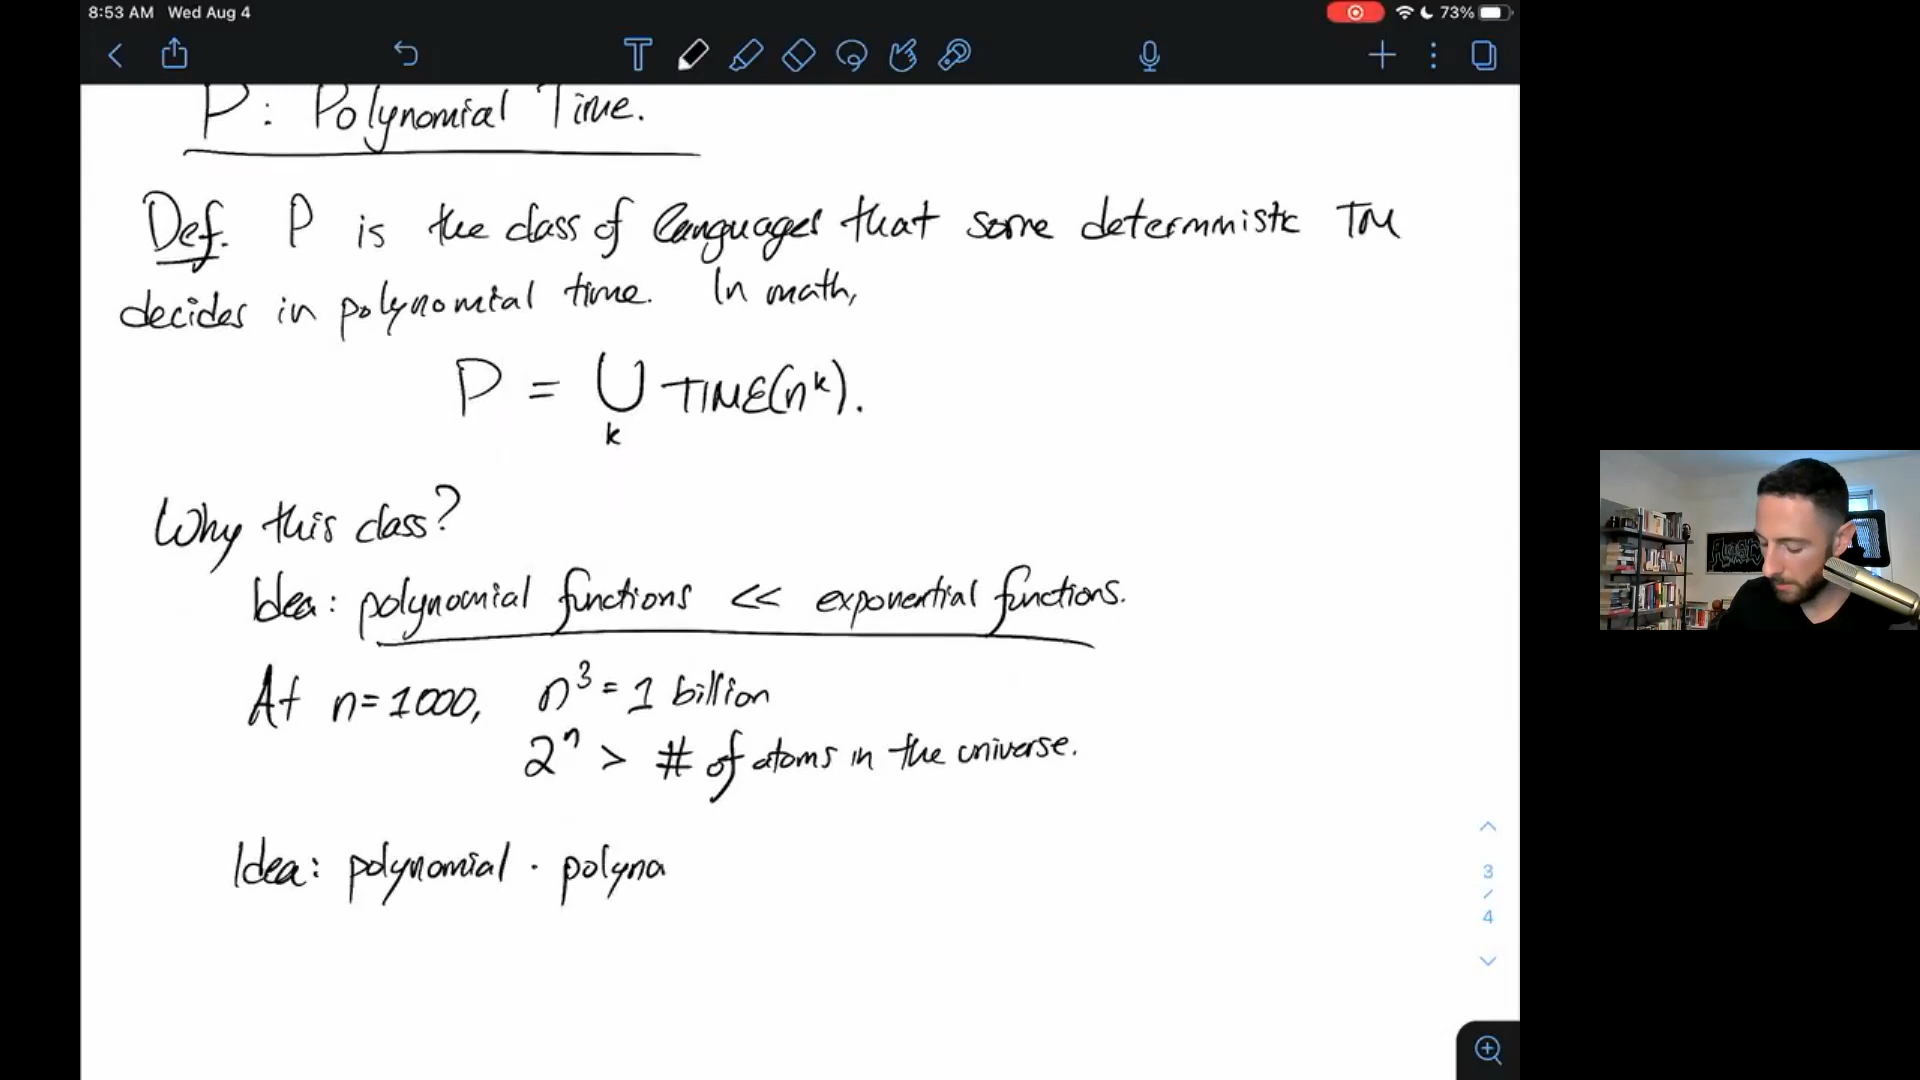 8:53 AM Wed Aug 4
73%
P: Polynomial Time.
Def. P is the class of languages that some deterministic TM
decides in polynomial time. In math,
P = ⋃ TIME(n^k).
k
Why this class?
Idea: polynomial functions << exponential functions.
At n=1000, n^3 = 1 billion
2^n > # of atoms in the universe.
Idea: polynomial · polyna
3
/
4